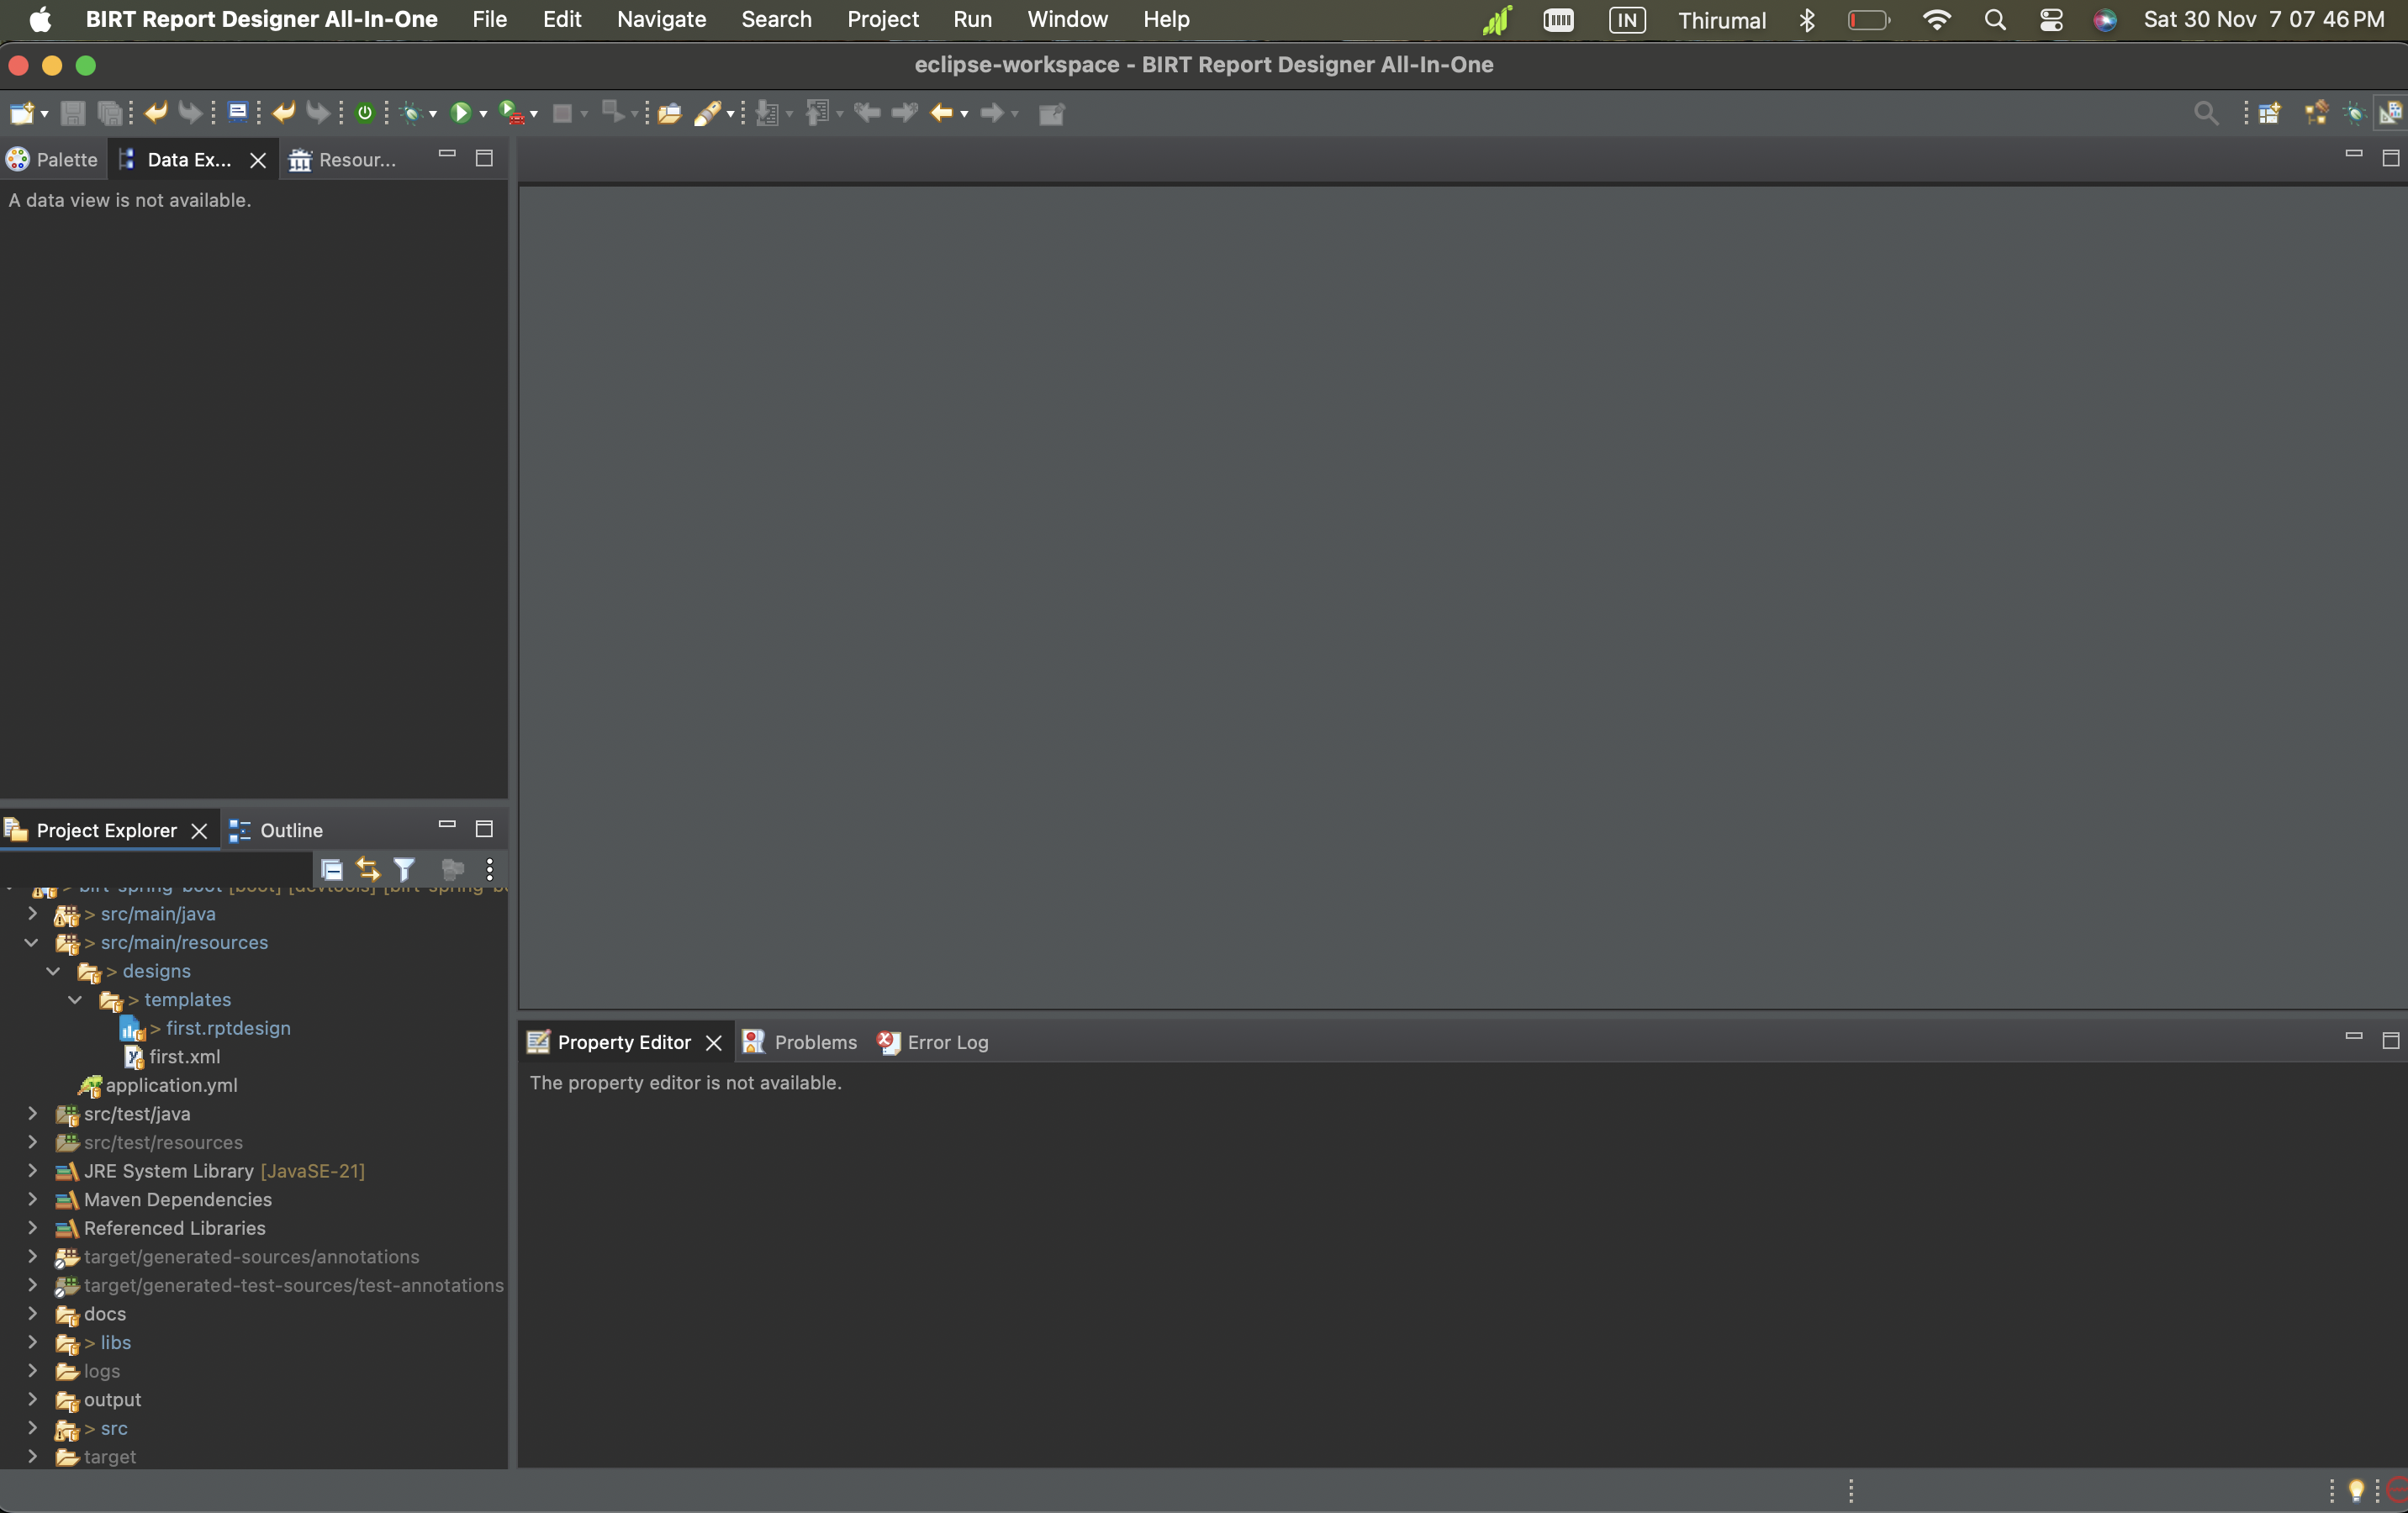 BIRT Report Designer All-In-One File Edit Navigate Search Project Run Window Help IN Thirumal Sat 30 Nov 7 07 46 PM
eclipse-workspace - BIRT Report Designer All-In-One
Palette Data Ex... Resour...
A data view is not available.
Project Explorer Outline
> birt-spring-boot [boot] [devtools] [birt-spring-b
> src/main/java
> src/main/resources
> designs
> templates
> first.rptdesign
first.xml
application.yml
src/test/java
src/test/resources
JRE System Library [JavaSE-21]
Maven Dependencies
Referenced Libraries
target/generated-sources/annotations
target/generated-test-sources/test-annotations
docs
> libs
logs
output
> src
target
Property Editor Problems Error Log
The property editor is not available.